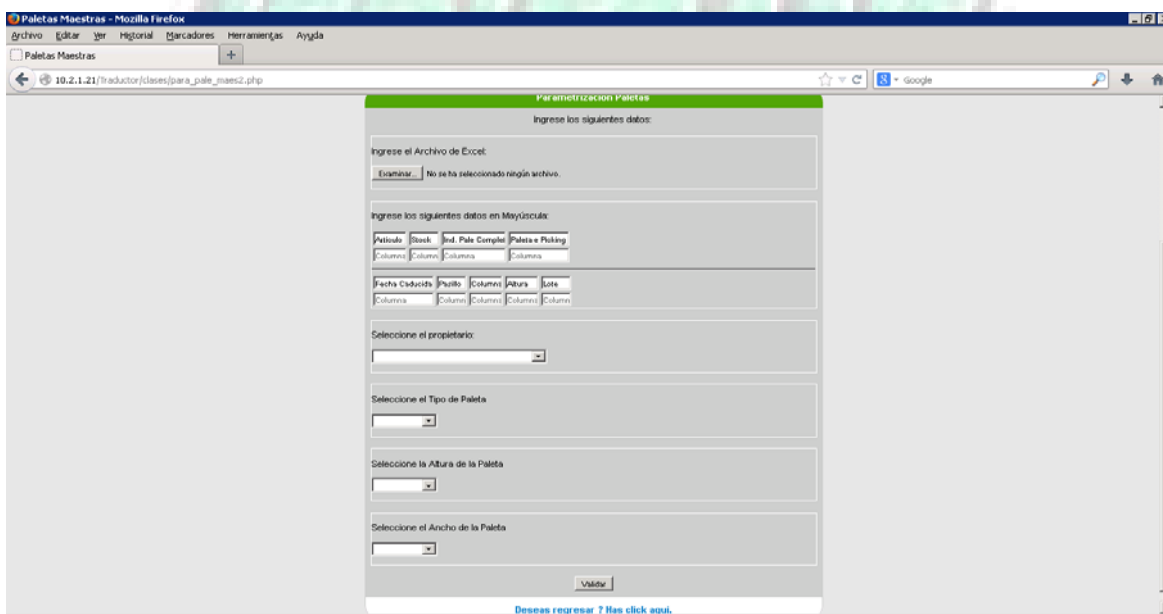 Paletas Maestras - Mozilla Firefox
Archivo Editar Ver Historial Marcadores Herramientas Ayuda
Paletas Maestras +
10.2.1.21/Traductor/clases/para_pale_maes2.php
Google
Parametrización Paletas
Ingrese los siguientes datos:
Ingrese el Archivo de Excel:
Examinar... No se ha seleccionado ningún archivo.
Ingrese los siguientes datos en Mayúscula:
Artículo Stock Ind. Pale Complet Paleta e Picking
Columna Column Columna Columna
Fecha Caducida Pasillo Columna Altura Lote
Columna Column Columna Columna Column
Seleccione el propietario:
Seleccione el Tipo de Paleta
Seleccione la Altura de la Paleta
Seleccione el Ancho de la Paleta
Validar
Deseas regresar ? Has click aqui.